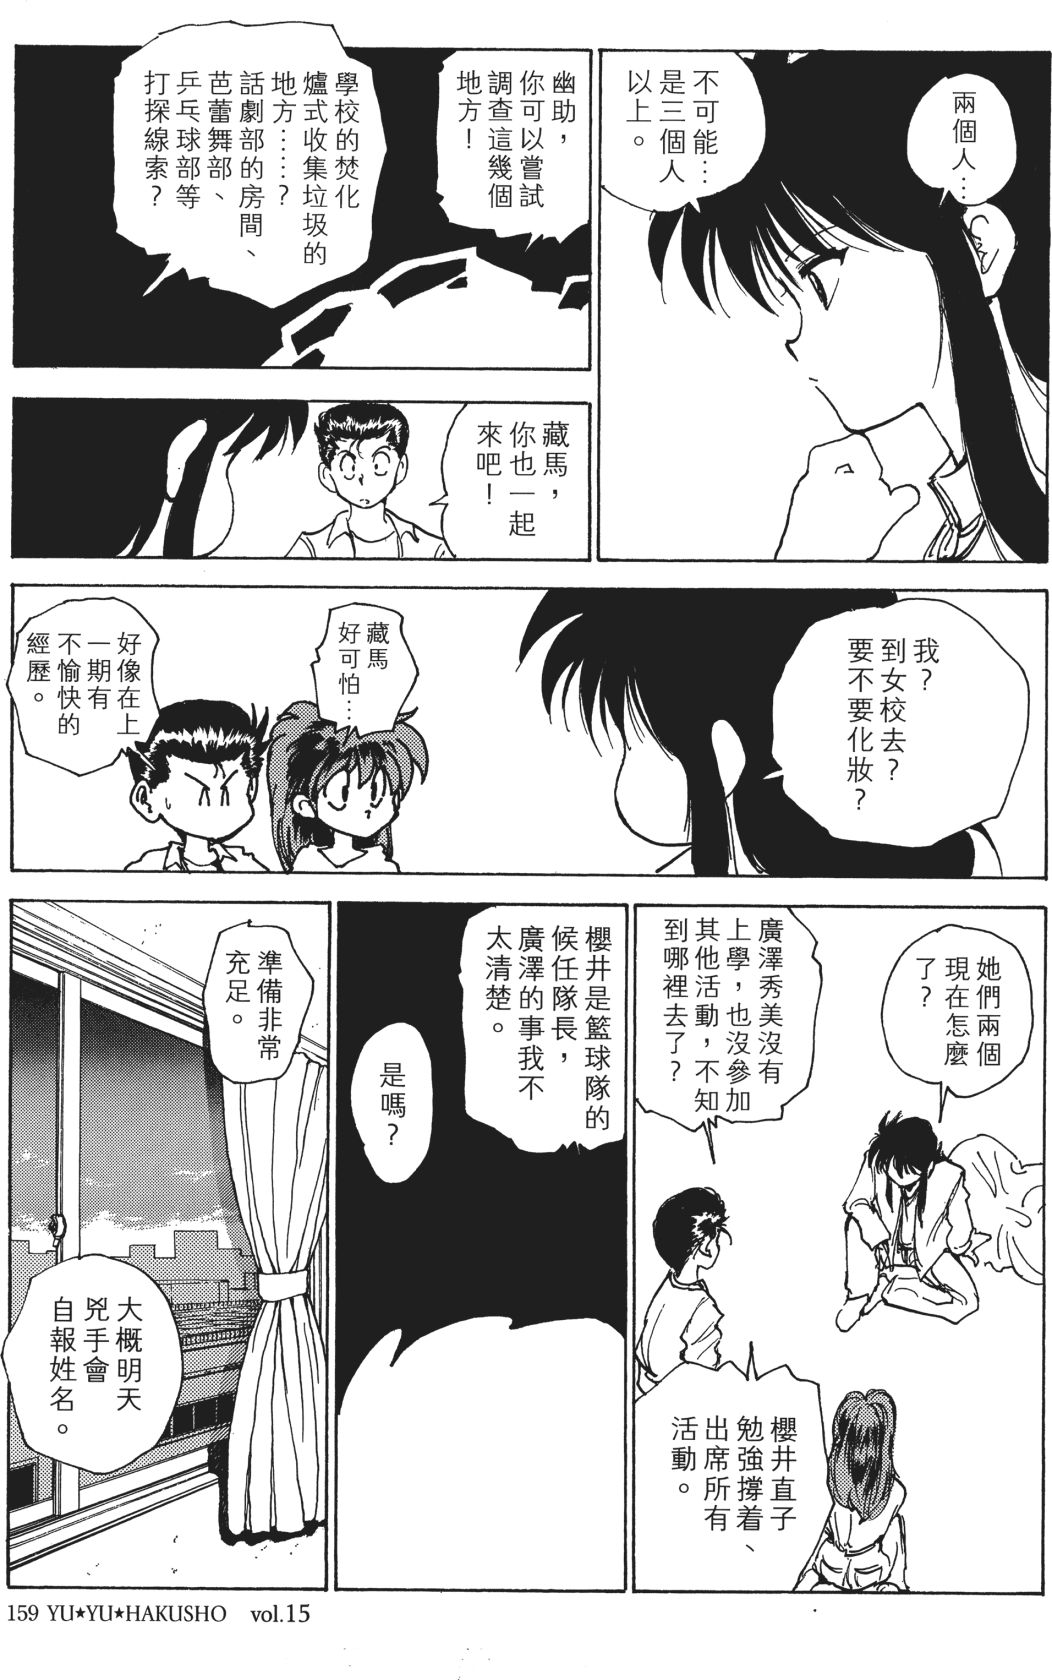 兩個人…
不可能…
是三個人
以上。
幽助，
你可以嘗試
調查這幾個
地方！
學校的焚化
爐式收集垃圾的
地方……？
話劇部的房間、
芭蕾舞部、
乒乓球部等
打探線索？
藏馬，
你也一起
來吧！
我？
到女校去？
要不要化妝？
藏馬
好可怕…
好像在上
一期有
不愉快的
經歷。
她們兩個
現在怎麼
了？
廣澤秀美沒有
上學，也沒參加
其他活動，不知
到哪裡去了？
櫻井直子
勉強撐着、
出席所有
活動。
櫻井是籃球隊的
候任隊長，
廣澤的事我不
太清楚。
是嗎？
準備非常
充足。
大概明天
兇手會
自報姓名。
159 YU★YU★HAKUSHO vol.15